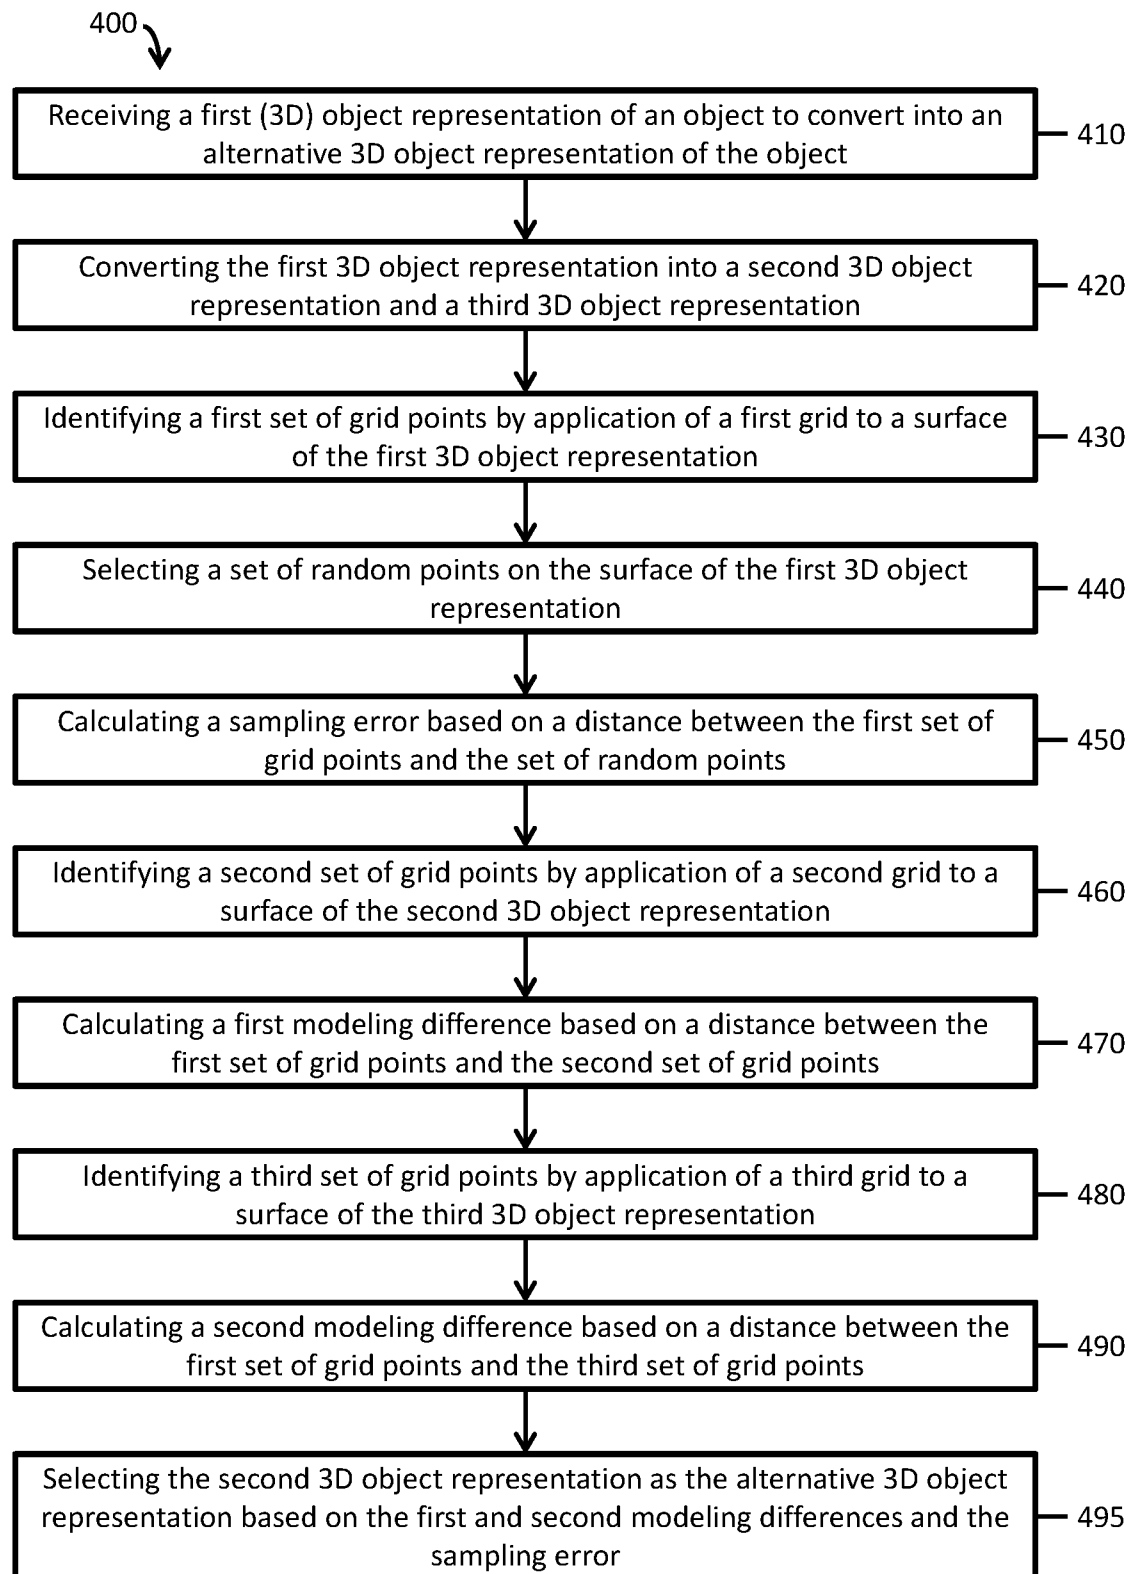 400
Receiving a first (3D) object representation of an object to convert into an
alternative 3D object representation of the object
410
Converting the first 3D object representation into a second 3D object
representation and a third 3D object representation
420
Identifying a first set of grid points by application of a first grid to a surface
of the first 3D object representation
430
Selecting a set of random points on the surface of the first 3D object
representation
440
Calculating a sampling error based on a distance between the first set of
grid points and the set of random points
450
Identifying a second set of grid points by application of a second grid to a
surface of the second 3D object representation
460
Calculating a first modeling difference based on a distance between the
first set of grid points and the second set of grid points
470
Identifying a third set of grid points by application of a third grid to a
surface of the third 3D object representation
480
Calculating a second modeling difference based on a distance between the
first set of grid points and the third set of grid points
490
Selecting the second 3D object representation as the alternative 3D object
representation based on the first and second modeling differences and the
sampling error
495